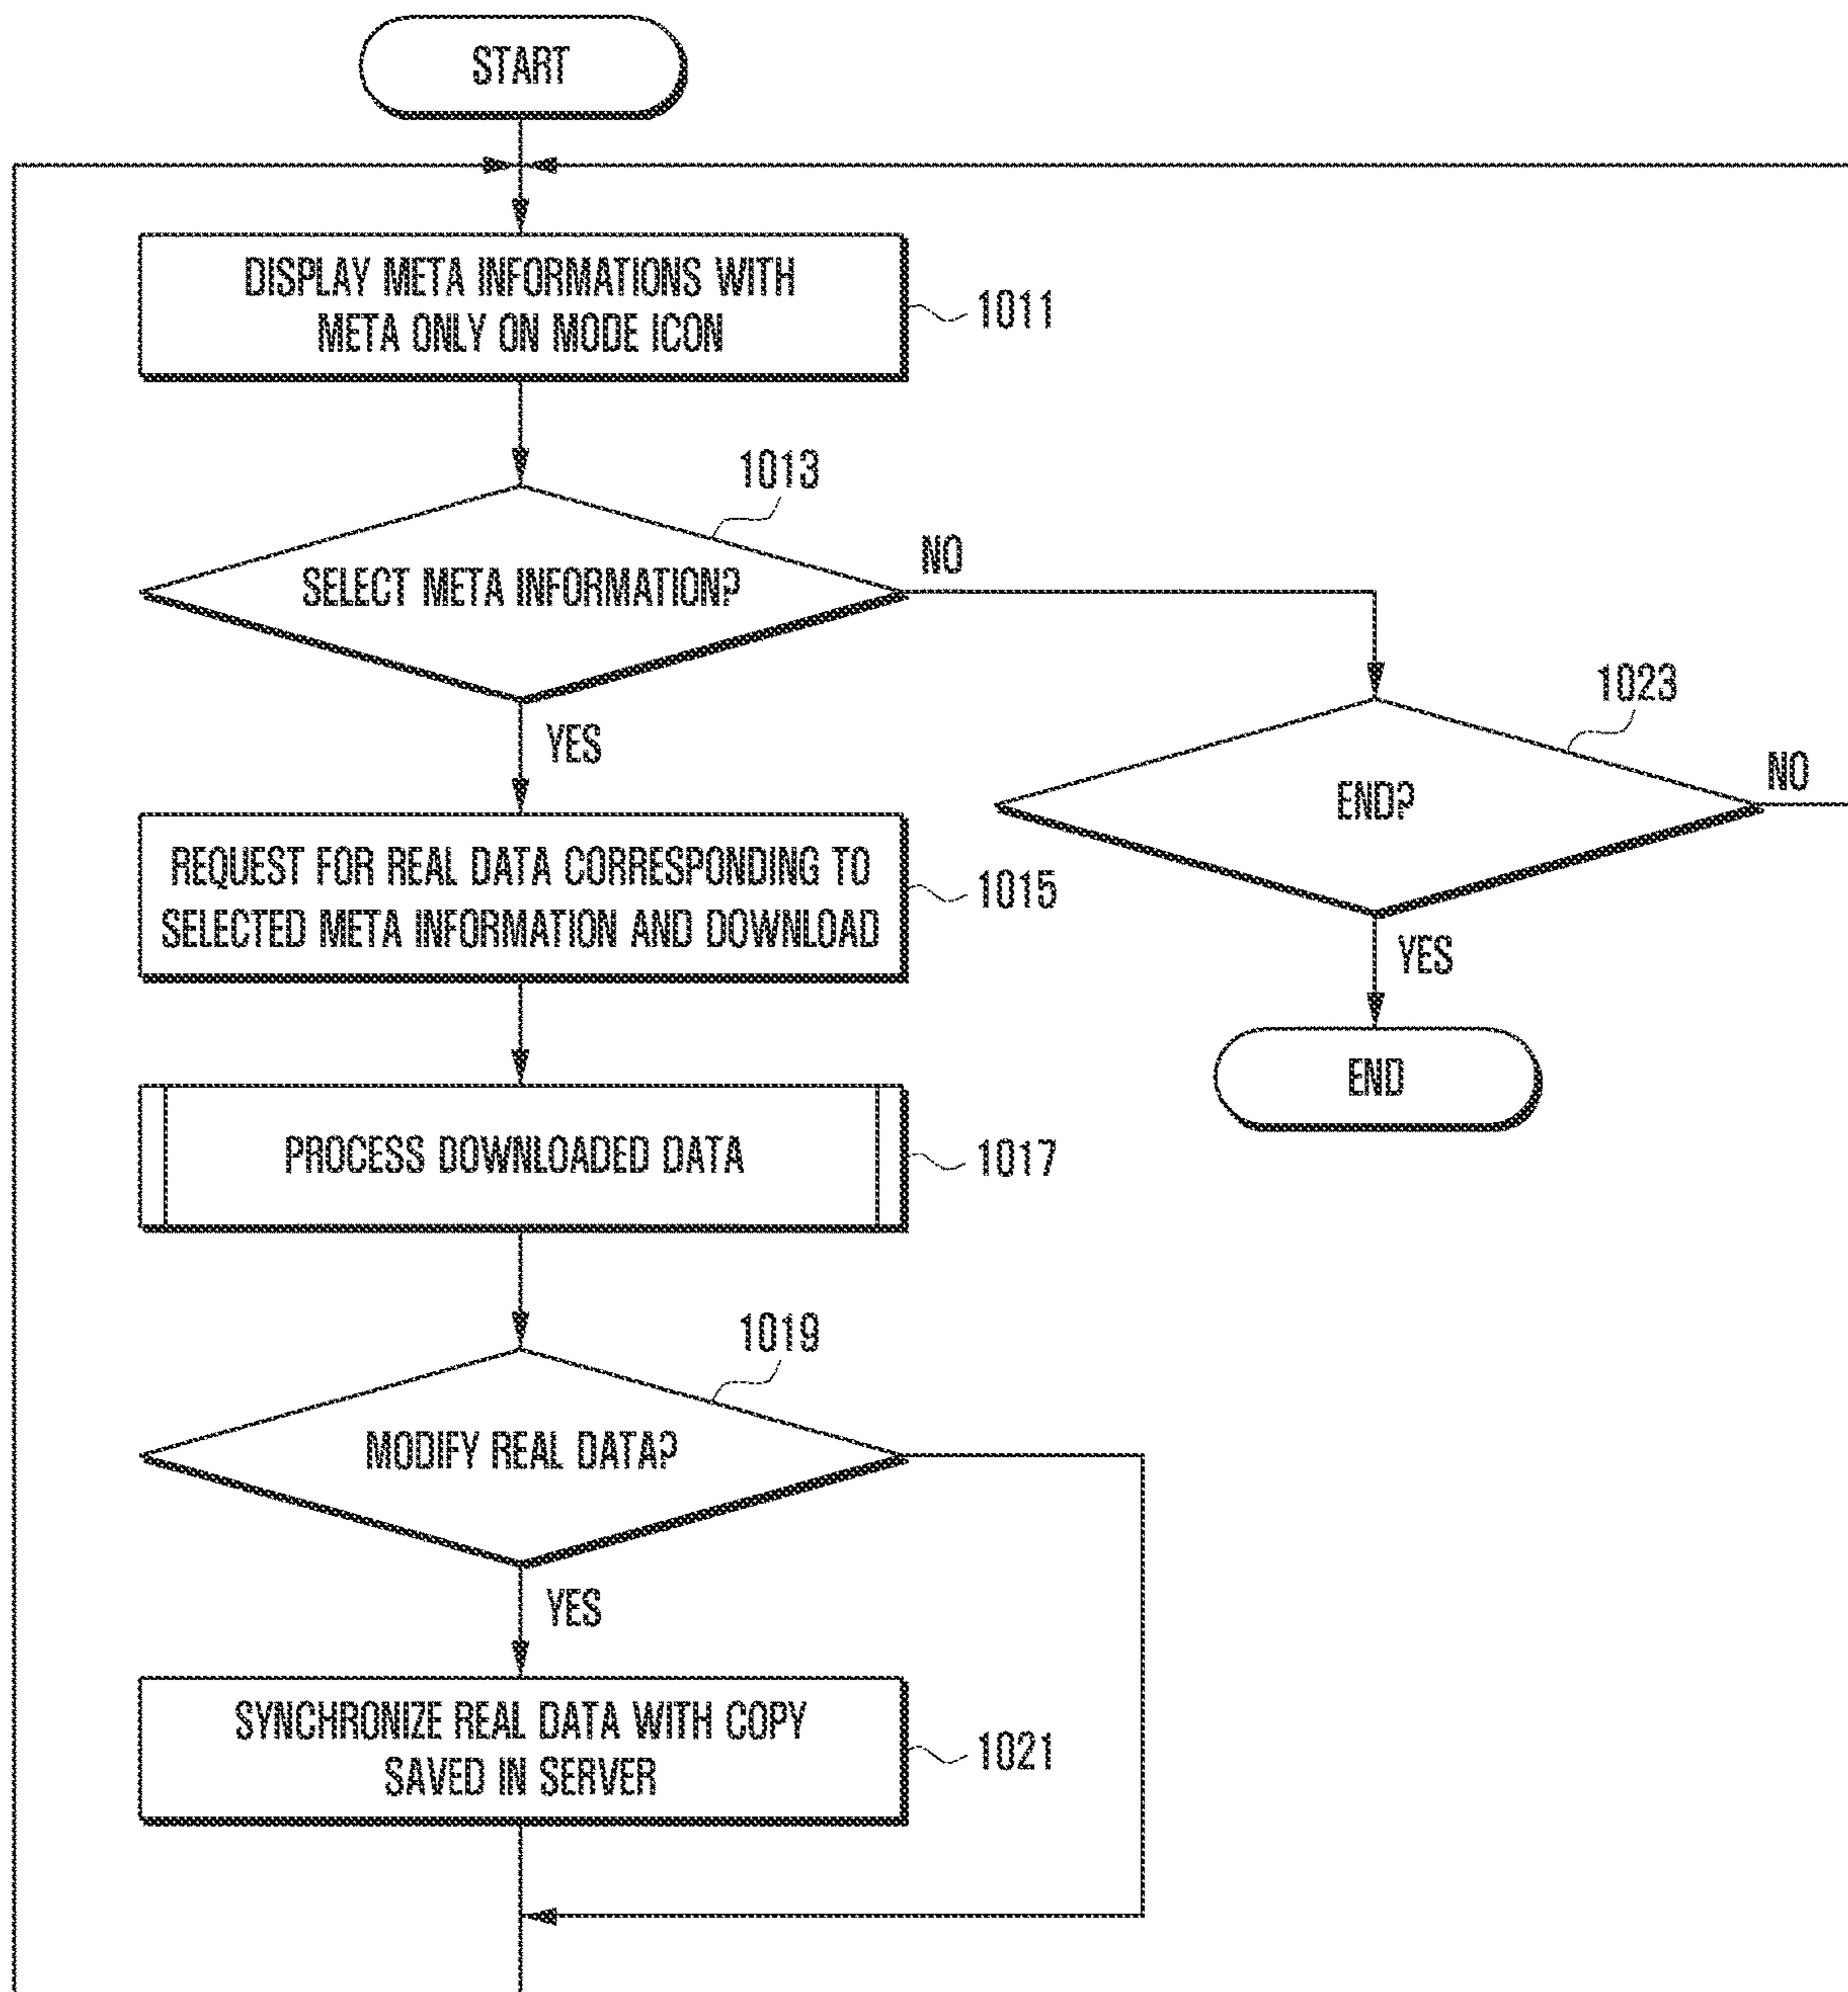 START
DISPLAY META INFORMATIONS WITH
META ONLY ON MODE ICON
1011
1013
SELECT META INFORMATION?
NO
YES
1023
END?
NO
YES
END
REQUEST FOR REAL DATA CORRESPONDING TO
SELECTED META INFORMATION AND DOWNLOAD
1015
PROCESS DOWNLOADED DATA
1017
1019
MODIFY REAL DATA?
YES
SYNCHRONIZE REAL DATA WITH COPY
SAVED IN SERVER
1021